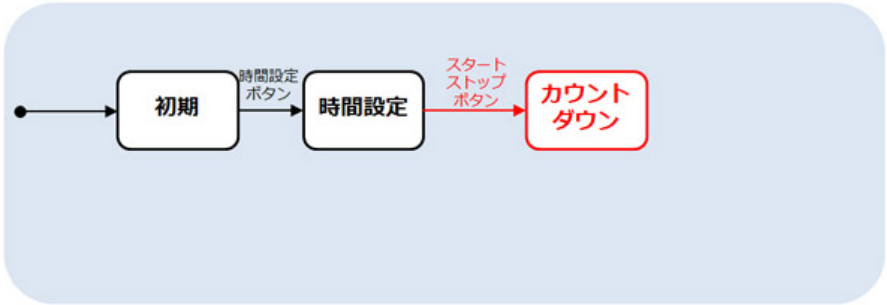 初期
時間設定
ボタン
時間設定
スタート
ストップ
ボタン
カウント
ダウン